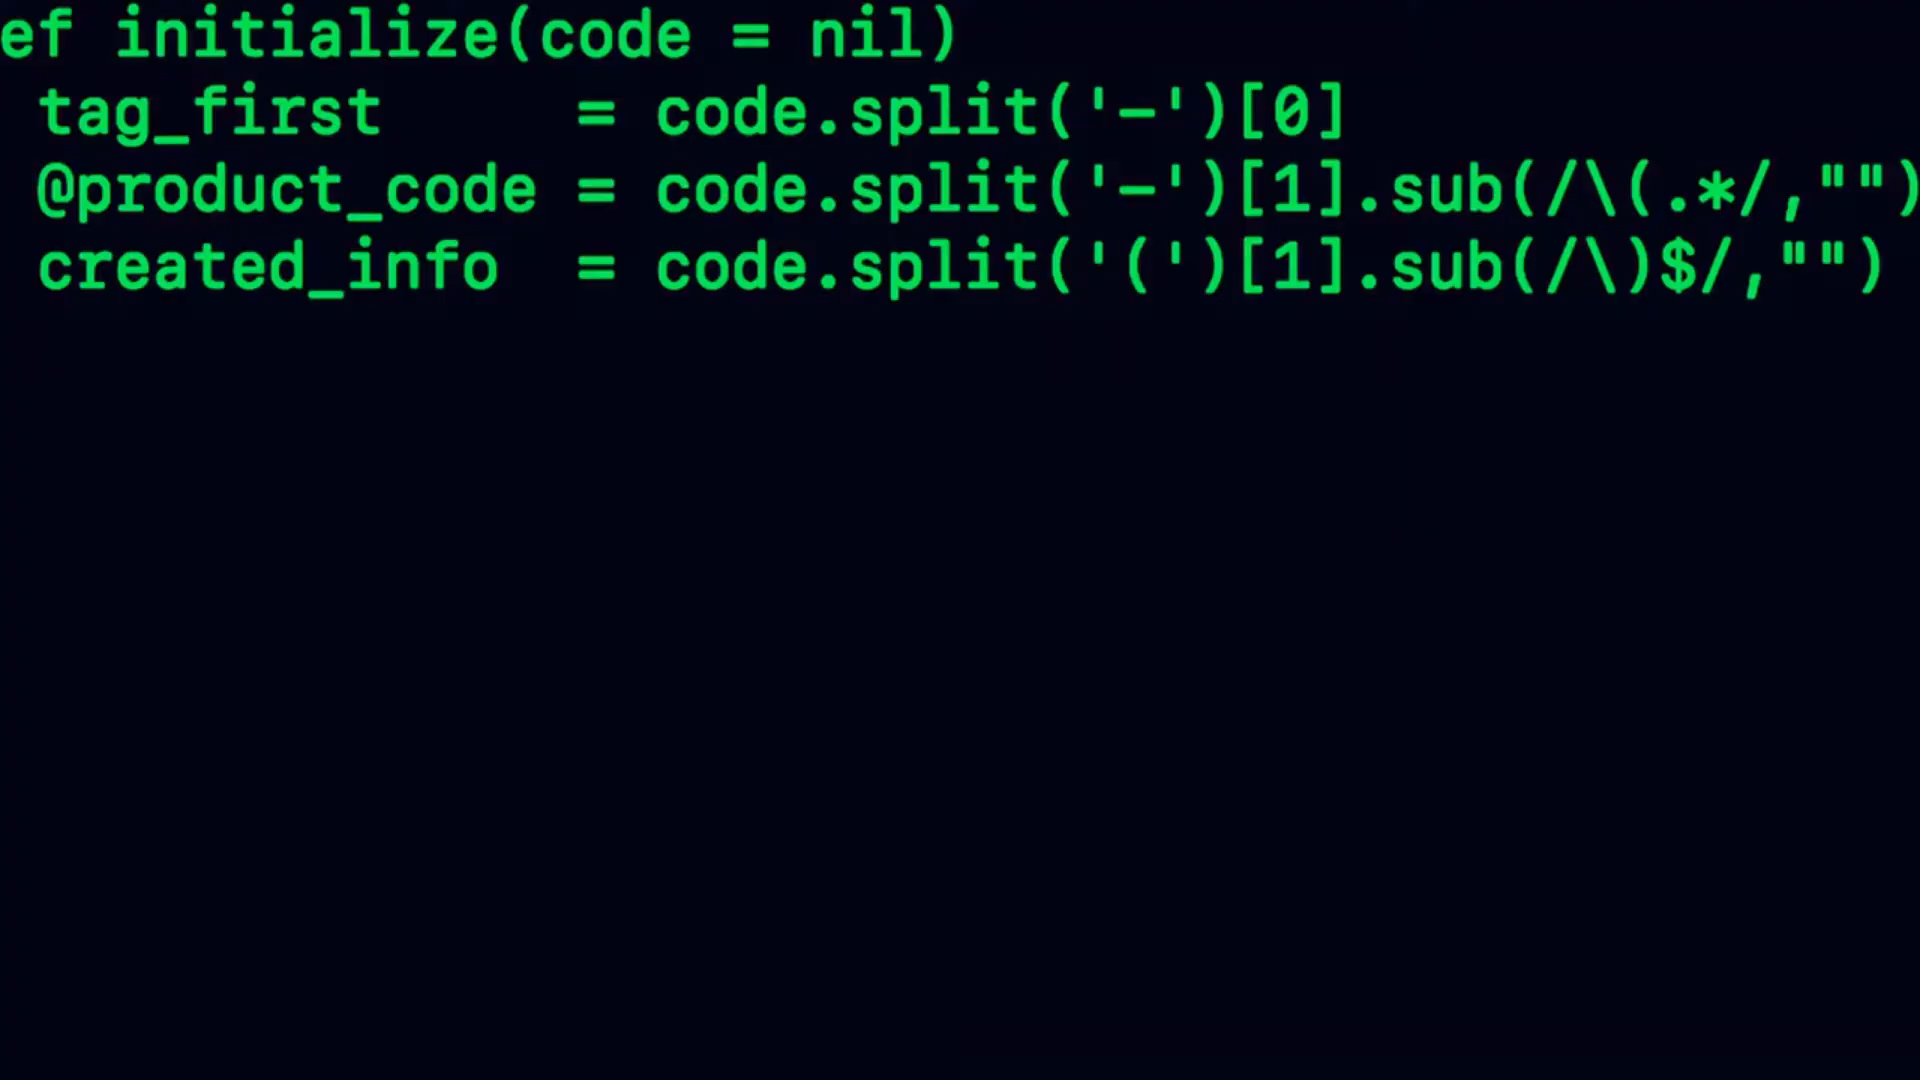 ef initialize(code = nil)
tag_first = code.split('-')[0]
@product_code = code.split('-')[1].sub(/\(.*/,"")
created_info = code.split('(')[1].sub(/\)$/,"")